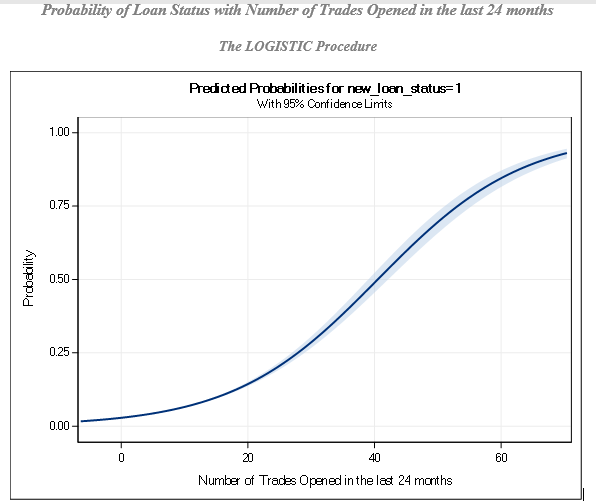 Probability of Loan Status with Number of Trades Opened in the last 24 months
The LOGISTIC Procedure
Predicted Probabilities for new_loan_status=1
With 95% Confidence Limits
1.00
0.75
0.50
0.25
0.00
Probability
0 20 40 60
Number of Trades Opened in the last 24 months